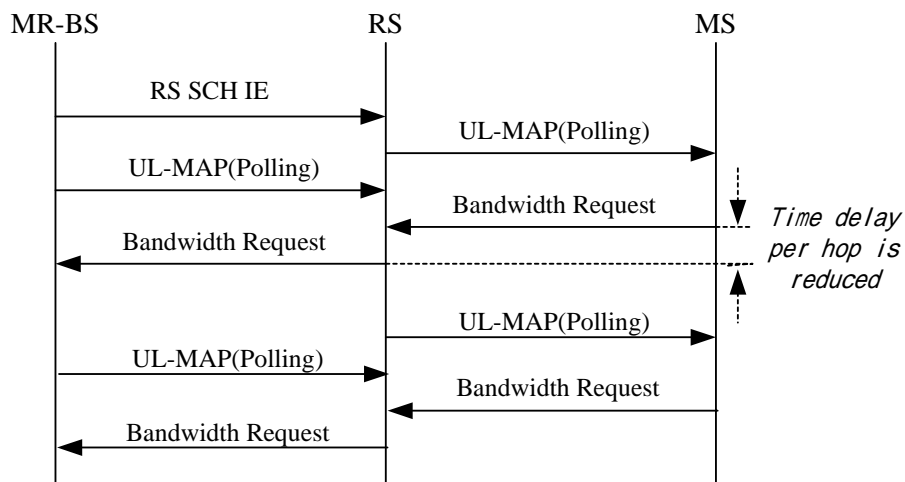 MR-BS RS MS
RS SCH IE
UL-MAP(Polling)
UL-MAP(Polling)
Bandwidth Request
Bandwidth Request
Time delay
per hop is
reduced
UL-MAP(Polling)
UL-MAP(Polling)
Bandwidth Request
Bandwidth Request